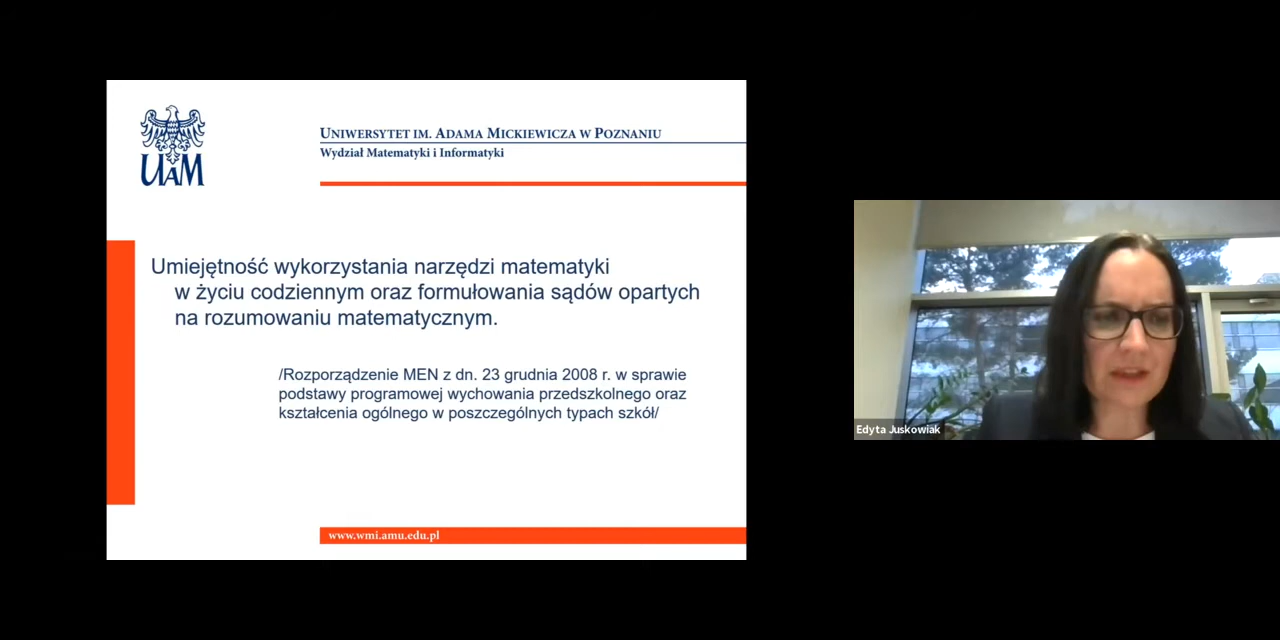 UNIWERSYTET IM. ADAMA MICKIEWICZA W POZNANIU
Wydział Matematyki i Informatyki
UAM
Umiejętność wykorzystania narzędzi matematyki
w życiu codziennym oraz formułowania sądów opartych
na rozumowaniu matematycznym.
/Rozporządzenie MEN z dn. 23 grudnia 2008 r. w sprawie
podstawy programowej wychowania przedszkolnego oraz
kształcenia ogólnego w poszczególnych typach szkół/
www.wmi.amu.edu.pl
Edyta Juskowiak